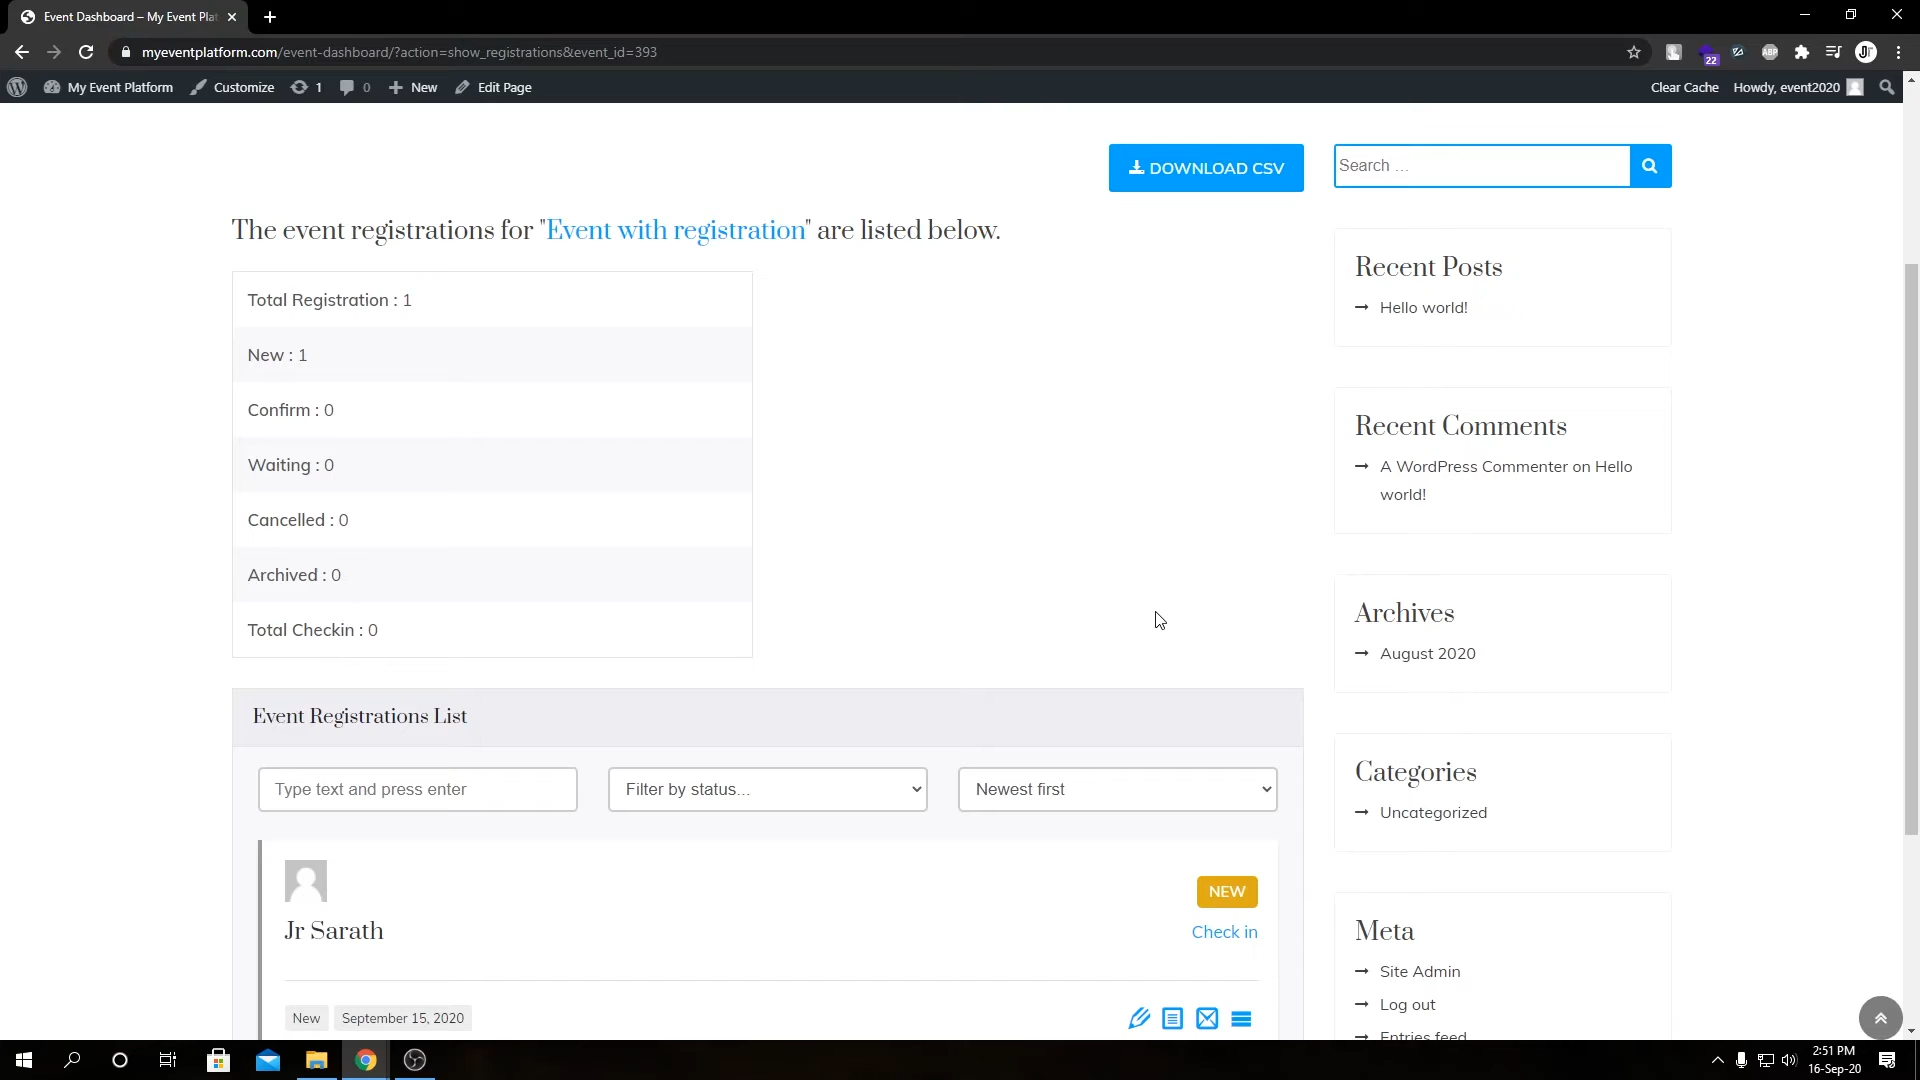 Event Dashboard – My Event Plat
myeventplatform.com/event-dashboard/?action=show_registrations&event_id=393
ABP
22
My Event Platform
Customize
1
0
New
Edit Page
Clear Cache
Howdy, event2020
DOWNLOAD CSV
Search …
The event registrations for "Event with registration" are listed below.
Total Registration : 1
New : 1
Confirm : 0
Waiting : 0
Cancelled : 0
Archived : 0
Total Checkin : 0
Event Registrations List
Type text and press enter
Filter by status...
Newest first
Jr Sarath
NEW
Check in
New
September 15, 2020
Recent Posts
Hello world!
Recent Comments
A WordPress Commenter on Hello
world!
Archives
August 2020
Categories
Uncategorized
Meta
Site Admin
Log out
Entries feed
2:51 PM
16-Sep-20